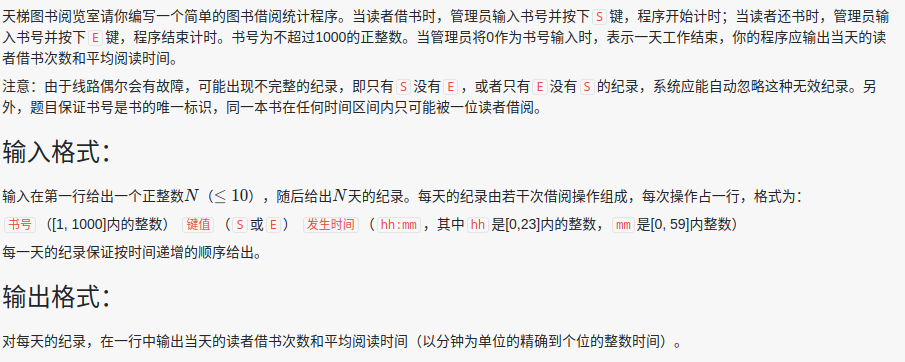 天梯图书阅览室请你编写一个简单的图书借阅统计程序。当读者借书时，管理员输入书号并按下 S 键，程序开始计时；当读者还书时，管理员输
入书号并按下 E 键，程序结束计时。书号为不超过1000的正整数。当管理员将0作为书号输入时，表示一天工作结束，你的程序应输出当天的读
者借书次数和平均阅读时间。
注意：由于线路偶尔会有故障，可能出现不完整的纪录，即只有 S 没有 E ，或者只有 E 没有 S 的纪录，系统应能自动忽略这种无效纪录。另
外，题目保证书号是书的唯一标识，同一本书在任何时间区间内只可能被一位读者借阅。
输入格式：
输入在第一行给出一个正整数N（≤ 10），随后给出N天的纪录。每天的纪录由若干次借阅操作组成，每次操作占一行，格式为：
书号 （[1, 1000]内的整数） 键值 （ S 或 E ） 发生时间 （ hh:mm ，其中 hh 是[0,23]内的整数， mm 是[0, 59]内整数）
每一天的纪录保证按时间递增的顺序给出。
输出格式：
对每天的纪录，在一行中输出当天的读者借书次数和平均阅读时间（以分钟为单位的精确到个位的整数时间）。